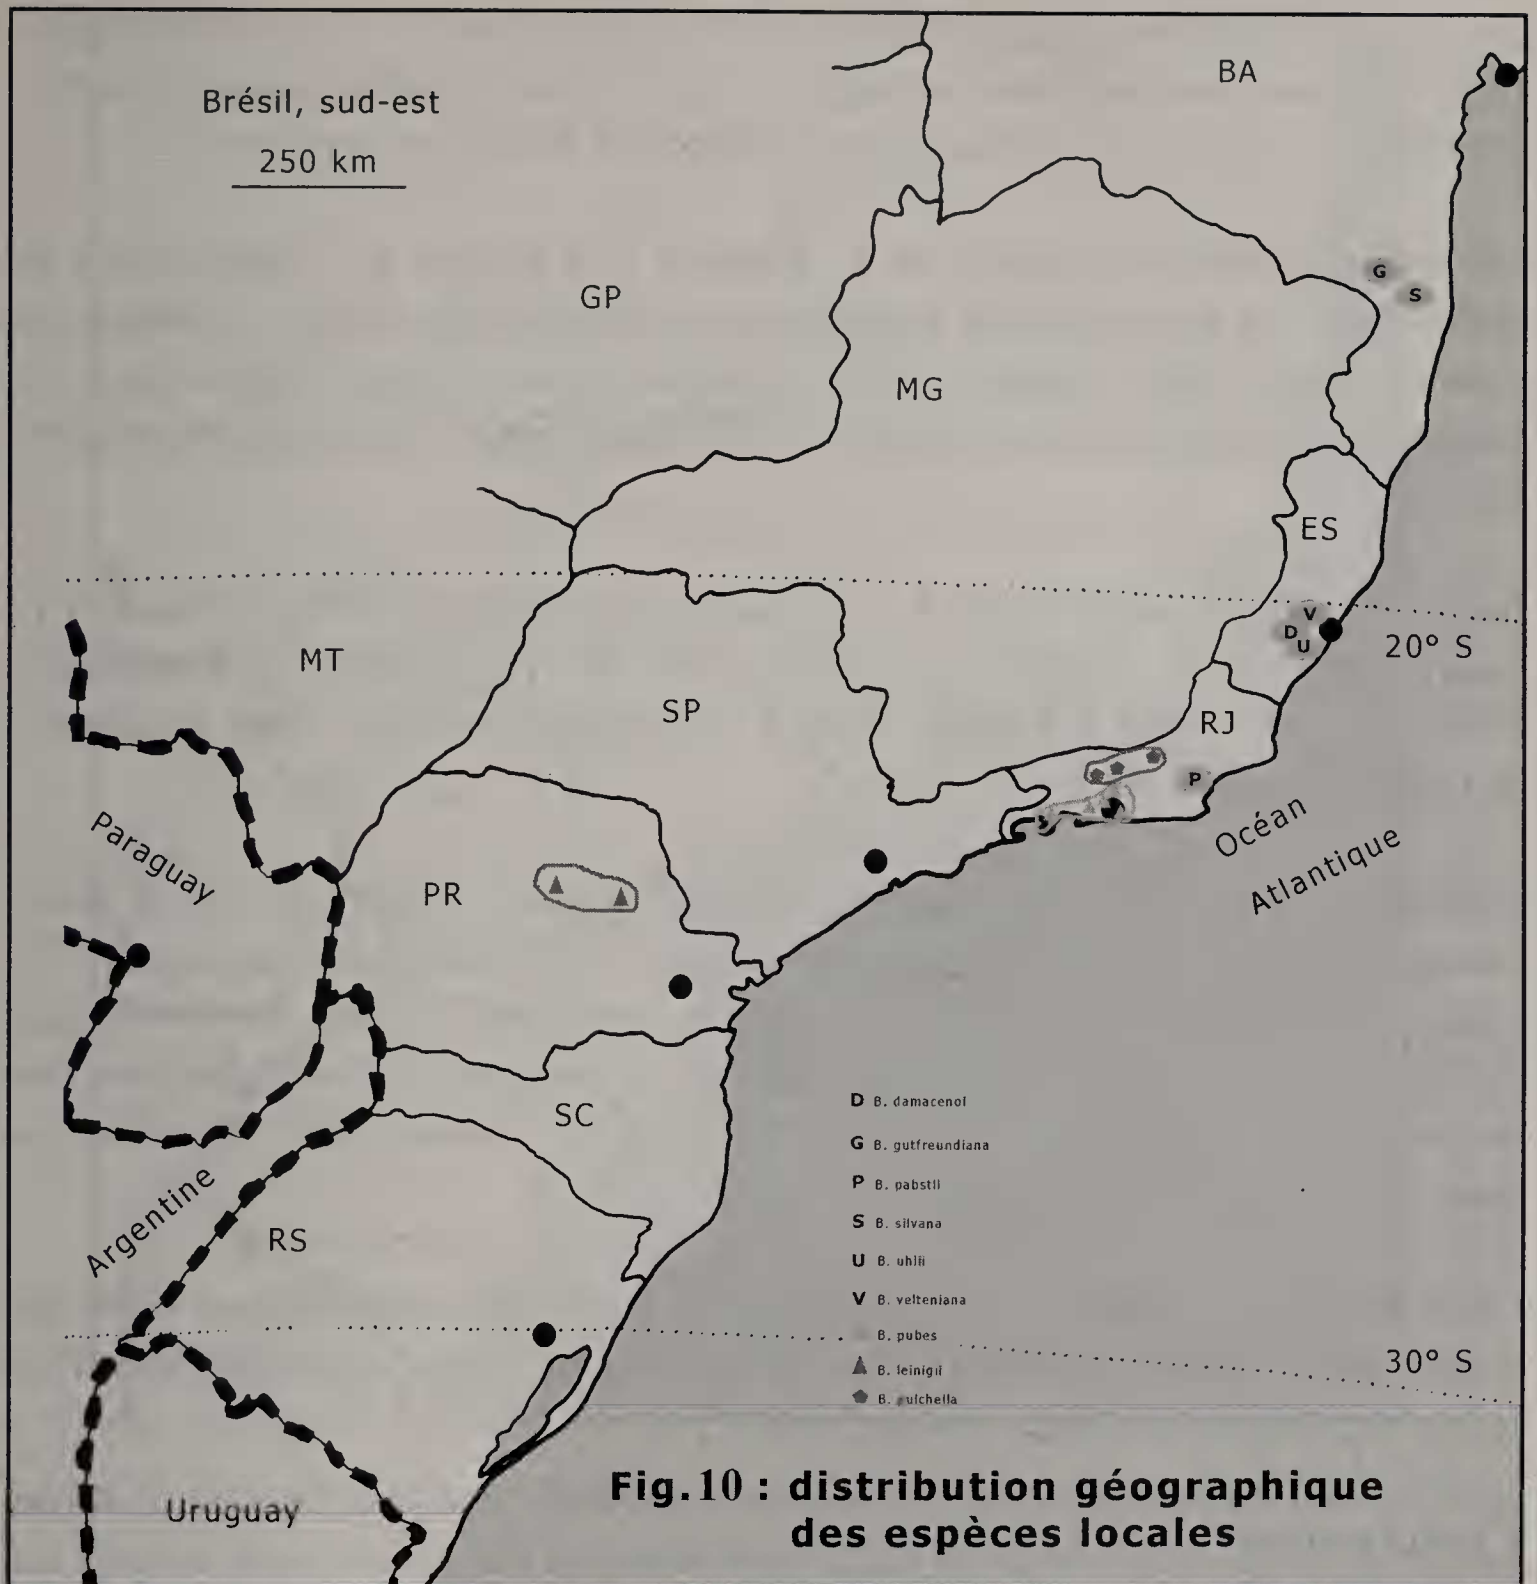 Brésil, sud-est
250 km
BA
G
S
GP
MG
ES
V
D
U
20° S
MT
SP
RJ
P
Océan
Atlantique
Paraguay
PR
SC
Argentine
RS
D B. damacenoi
G B. gutfreundiana
P B. pabstii
S B. silvana
U B. uhlii
V B. velteniana
B. pubes
B. leinigii
B. pulchella
30° S
Uruguay
Fig.10 : distribution géographique
des espèces locales